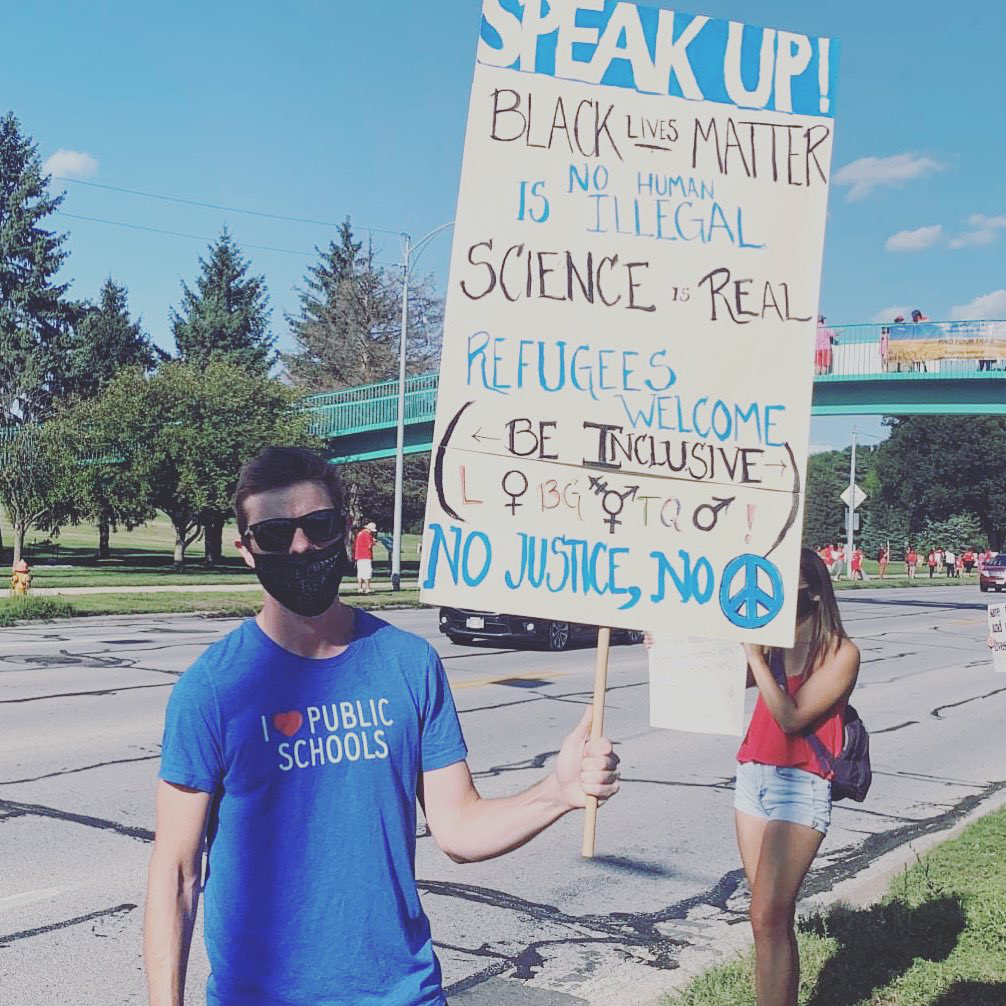 SPEAK UP!
BLACK LIVES MATTER
NO HUMAN
IS ILLEGAL
SCIENCE IS REAL
REFUGEES
WELCOME
(← BE INCLUSIVE →)
L ♀ BG ⚧ TQ ♂ !
NO JUSTICE, NO ☮
I ❤ PUBLIC
SCHOOLS